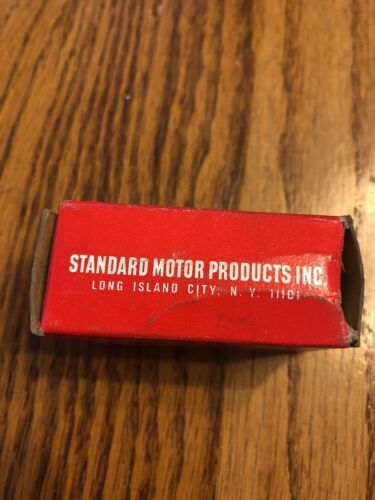 STANDARD MOTOR PRODUCTS INC.
LONG ISLAND CITY, N. Y. 11101